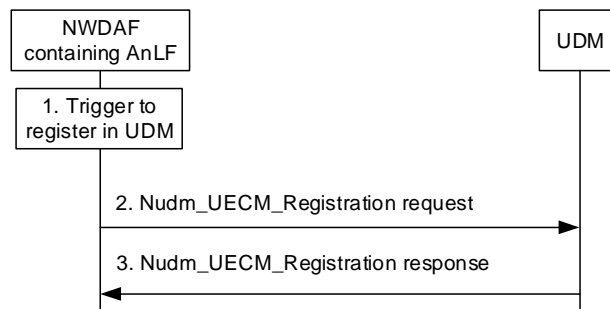 NWDAF
containing AnLF
UDM
1. Trigger to
register in UDM
2. Nudm_UECM_Registration request
3. Nudm_UECM_Registration response